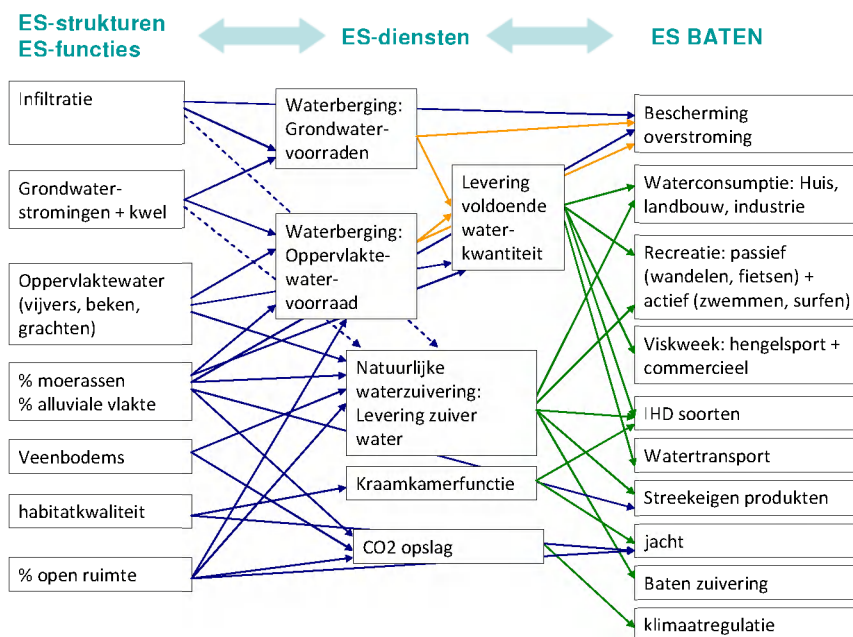 ES-strukturen
ES-functies
ES-diensten
ES BATEN
Infiltratie
Grondwater-
stromingen + kwel
Oppervlaktewater
(vijvers, beken,
grachten)
% moerassen
% alluviale vlakte
Veenbodems
habitatkwaliteit
% open ruimte
Waterberging:
Grondwater-
voorraden
Waterberging:
Oppervlakte-
water-
voorraad
Levering
voldoende
water-
kwantiteit
Natuurlijke
waterzuivering:
Levering zuiver
water
Kraamkamerfunctie
CO2 opslag
Bescherming
overstroming
Waterconsumptie: Huis,
landbouw, industrie
Recreatie: passief
(wandelen, fietsen) +
actief (zwemmen, surfen)
Viskweek: hengelsport +
commercieel
IHD soorten
Watertransport
Streekeigen produkten
jacht
Baten zuivering
klimaatregulatie